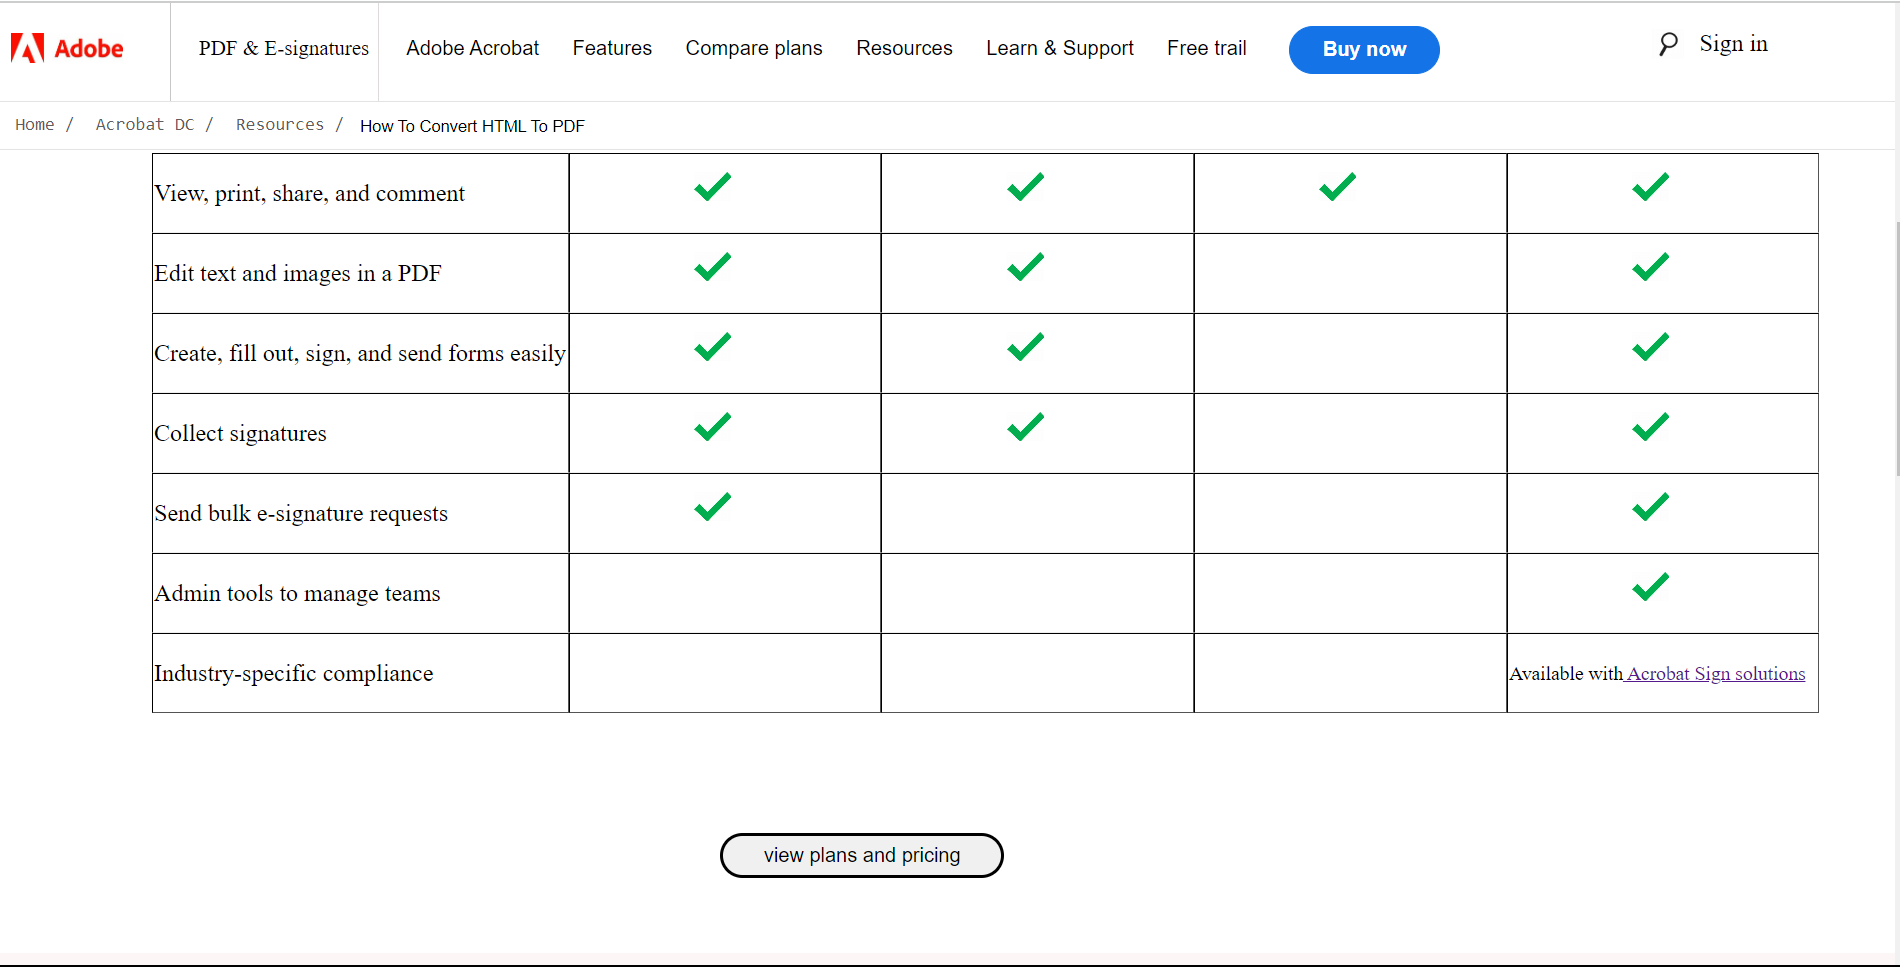 Adobe
PDF & E-signatures
Adobe Acrobat
Features
Compare plans
Resources
Learn & Support
Free trail
Buy now
Sign in
Home / Acrobat DC / Resources / How To Convert HTML To PDF
View, print, share, and comment
Edit text and images in a PDF
Create, fill out, sign, and send forms easily
Collect signatures
Send bulk e-signature requests
Admin tools to manage teams
Industry-specific compliance
Available with Acrobat Sign solutions
view plans and pricing